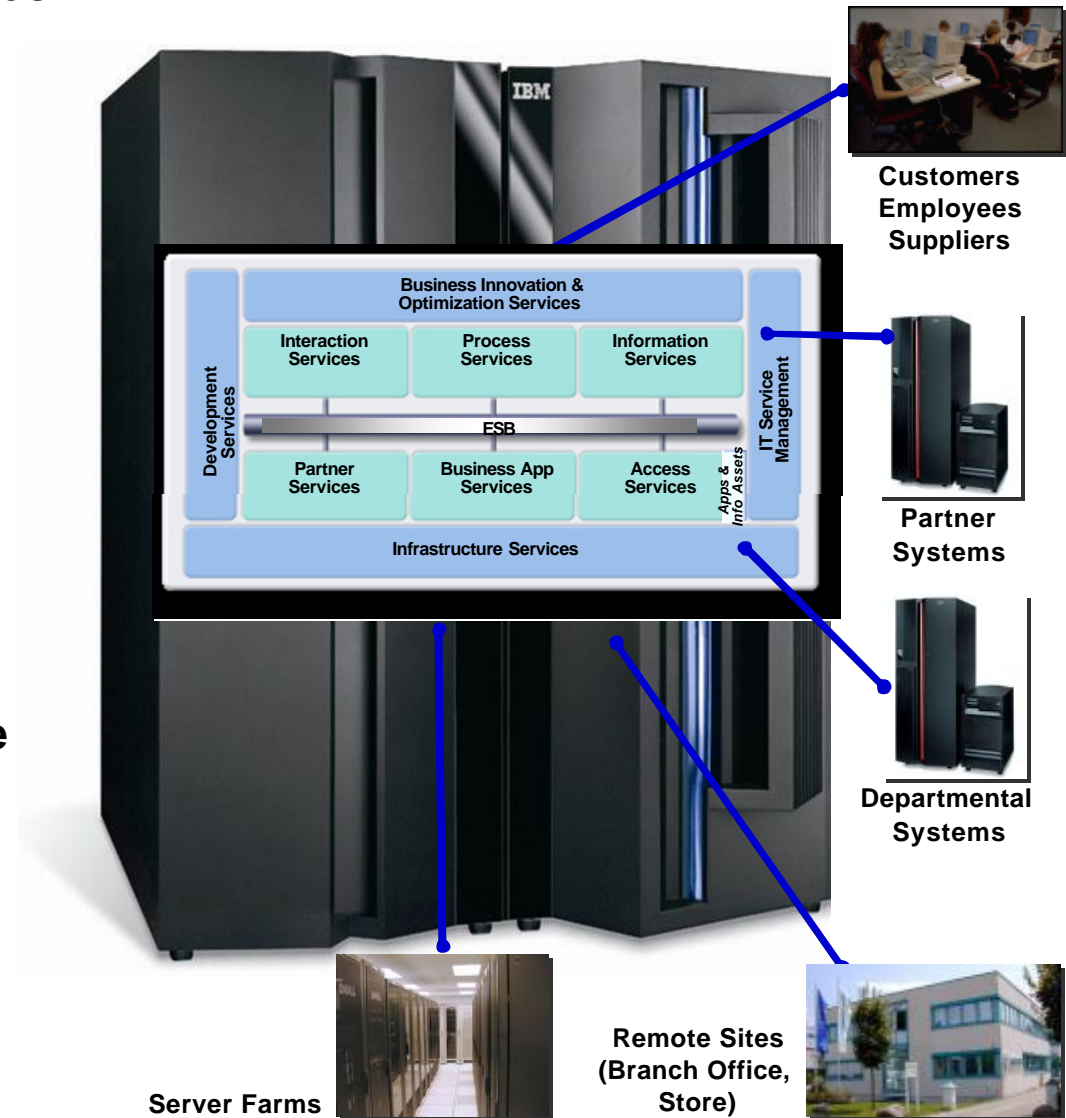 IBM
Customers
Employees
Suppliers
Business Innovation &
Optimization Services
Development
Services
Interaction
Services
Process
Services
Information
Services
IT Service
Management
ESB
Partner
Services
Business App
Services
Access
Services
Apps &
Info Assets
Infrastructure Services
Partner
Systems
Departmental
Systems
e
Remote Sites
(Branch Office,
Store)
Server Farms